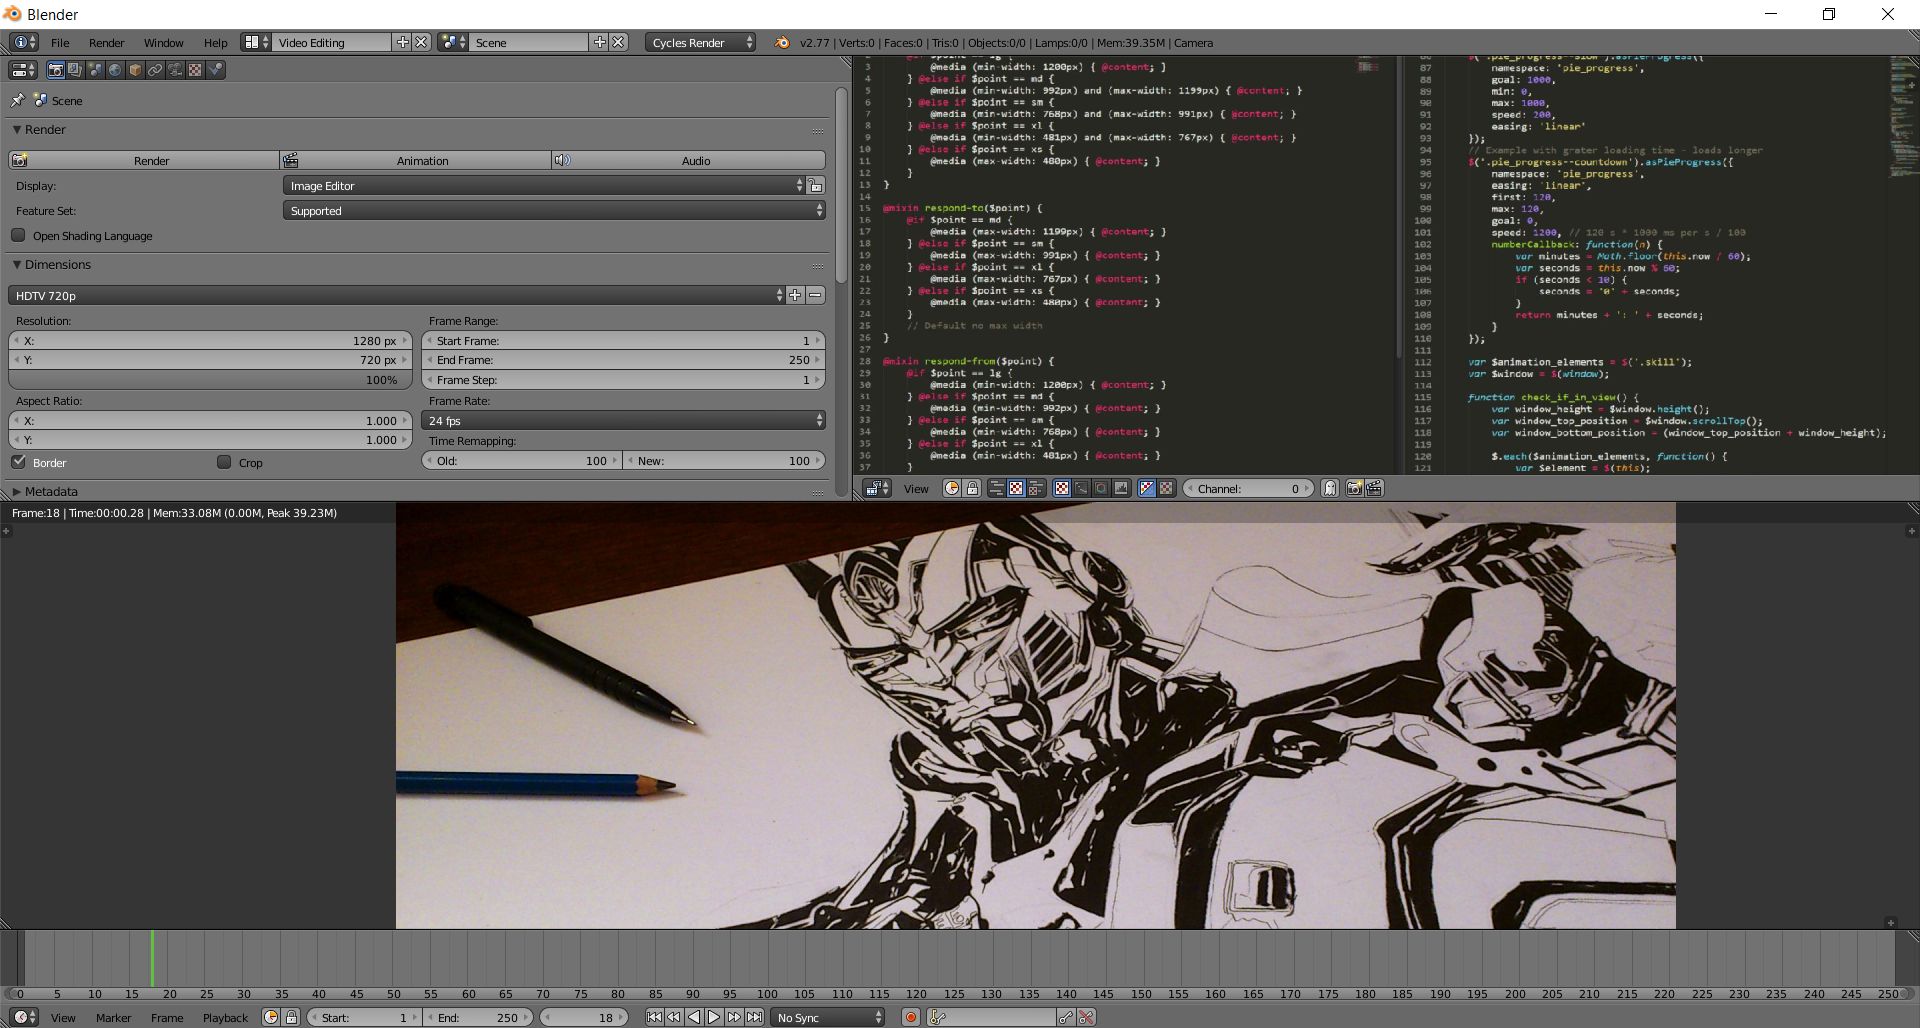 Blender
File Render Window Help Video Editing Scene Cycles Render v2.77 | Verts:0 | Faces:0 | Tris:0 | Objects:0/0 | Lamps:0/0 | Mem:39.35M | Camera
Scene
Render
Render Animation Audio
Display: Image Editor
Feature Set: Supported
Open Shading Language
Dimensions
HDTV 720p
Resolution: Frame Range:
X: 1280 px Start Frame: 1
Y: 720 px End Frame: 250
100% Frame Step: 1
Aspect Ratio: Frame Rate:
X: 1.000 24 fps
Y: 1.000 Time Remapping:
Border Crop Old: 100 New: 100
Metadata
3 @media (min-width: 1200px) { @content; }
4 } @else if $point == md {
5 @media (min-width: 992px) and (max-width: 1199px) { @content; }
6 } @else if $point == sm {
7 @media (min-width: 768px) and (max-width: 991px) { @content; }
8 } @else if $point == xl {
9 @media (min-width: 481px) and (max-width: 767px) { @content; }
10 } @else if $point == xs {
11 @media (max-width: 480px) { @content; }
12 }
13 }
14
15 @mixin respond-to($point) {
16 @if $point == md {
17 @media (max-width: 1199px) { @content; }
18 } @else if $point == sm {
19 @media (max-width: 991px) { @content; }
20 } @else if $point == xl {
21 @media (max-width: 767px) { @content; }
22 } @else if $point == xs {
23 @media (max-width: 480px) { @content; }
24 }
25 // Default no max width
26 }
27
28 @mixin respond-from($point) {
29 @if $point == lg {
30 @media (min-width: 1200px) { @content; }
31 } @else if $point == md {
32 @media (min-width: 992px) { @content; }
33 } @else if $point == sm {
34 @media (min-width: 768px) { @content; }
35 } @else if $point == xl {
36 @media (min-width: 481px) { @content; }
37 }
87 namespace: 'pie_progress',
88 goal: 1000,
89 min: 0,
90 max: 1000,
91 speed: 200,
92 easing: 'linear'
93 });
94 // Example with grater loading time - loads longer
95 $('.pie_progress--countdown').asPieProgress({
96 namespace: 'pie_progress',
97 easing: 'linear',
98 first: 120,
99 max: 120,
100 goal: 0,
101 speed: 1200, // 120 s * 1000 ms per s / 100
102 numberCallback: function(n) {
103 var minutes = Math.floor(this.now / 60);
104 var seconds = this.now % 60;
105 if (seconds < 10) {
106 seconds = '0' + seconds;
107 }
108 return minutes + ': ' + seconds;
109 }
110 });
111
112 var $animation_elements = $('.skill');
113 var $window = $(window);
114
115 function check_if_in_view() {
116 var window_height = $window.height();
117 var window_top_position = $window.scrollTop();
118 var window_bottom_position = (window_top_position + window_height);
119
120 $.each($animation_elements, function() {
121 var $element = $(this);
View Channel: 0
Frame:18 | Time:00:00.28 | Mem:33.08M (0.00M, Peak 39.23M)
0 5 10 15 20 25 30 35 40 45 50 55 60 65 70 75 80 85 90 95 100 105 110 115 120 125 130 135 140 145 150 155 160 165 170 175 180 185 190 195 200 205 210 215 220 225 230 235 240 245 250
View Marker Frame Playback Start: 1 End: 250 18 No Sync